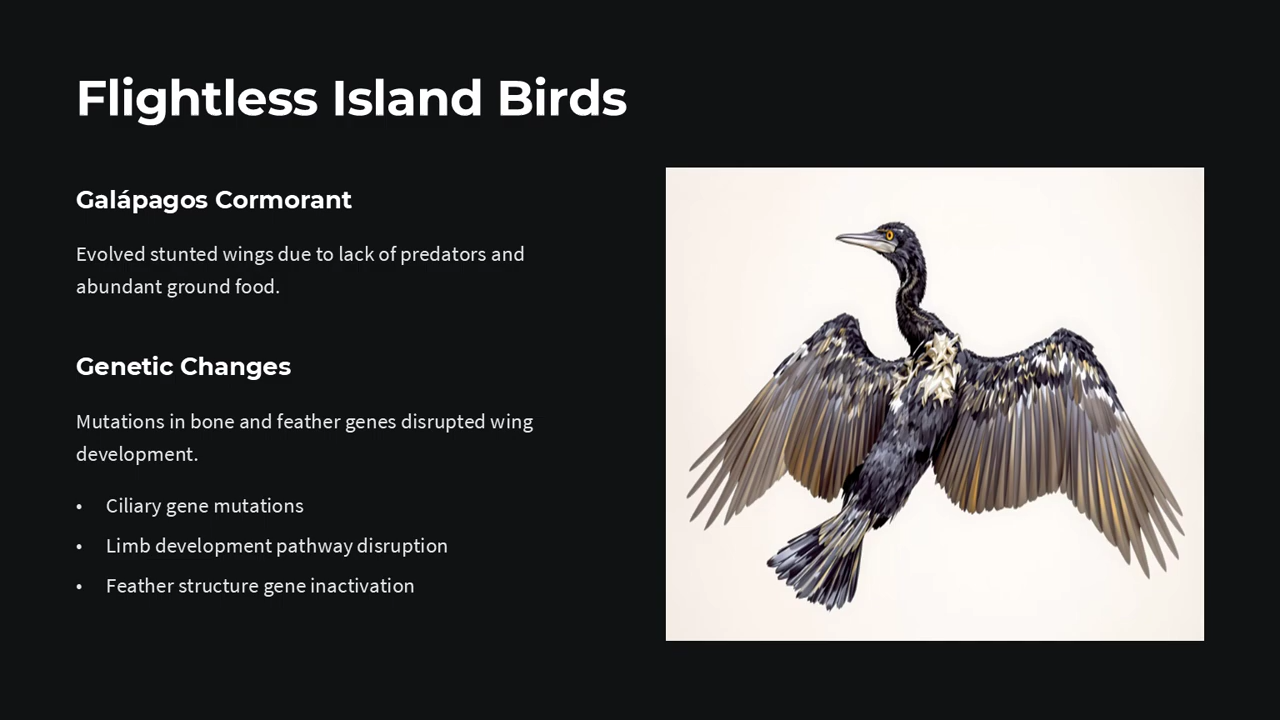 Flightless Island Birds
Galápagos Cormorant
Evolved stunted wings due to lack of predators and
abundant ground food.
Genetic Changes
Mutations in bone and feather genes disrupted wing
development.
• Ciliary gene mutations
• Limb development pathway disruption
• Feather structure gene inactivation